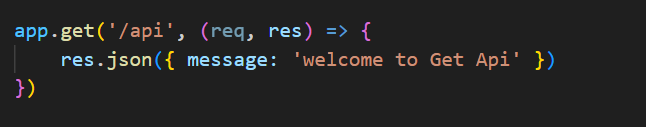 app.get('/api', (req, res) => {
    res.json({ message: 'welcome to Get Api' })
})